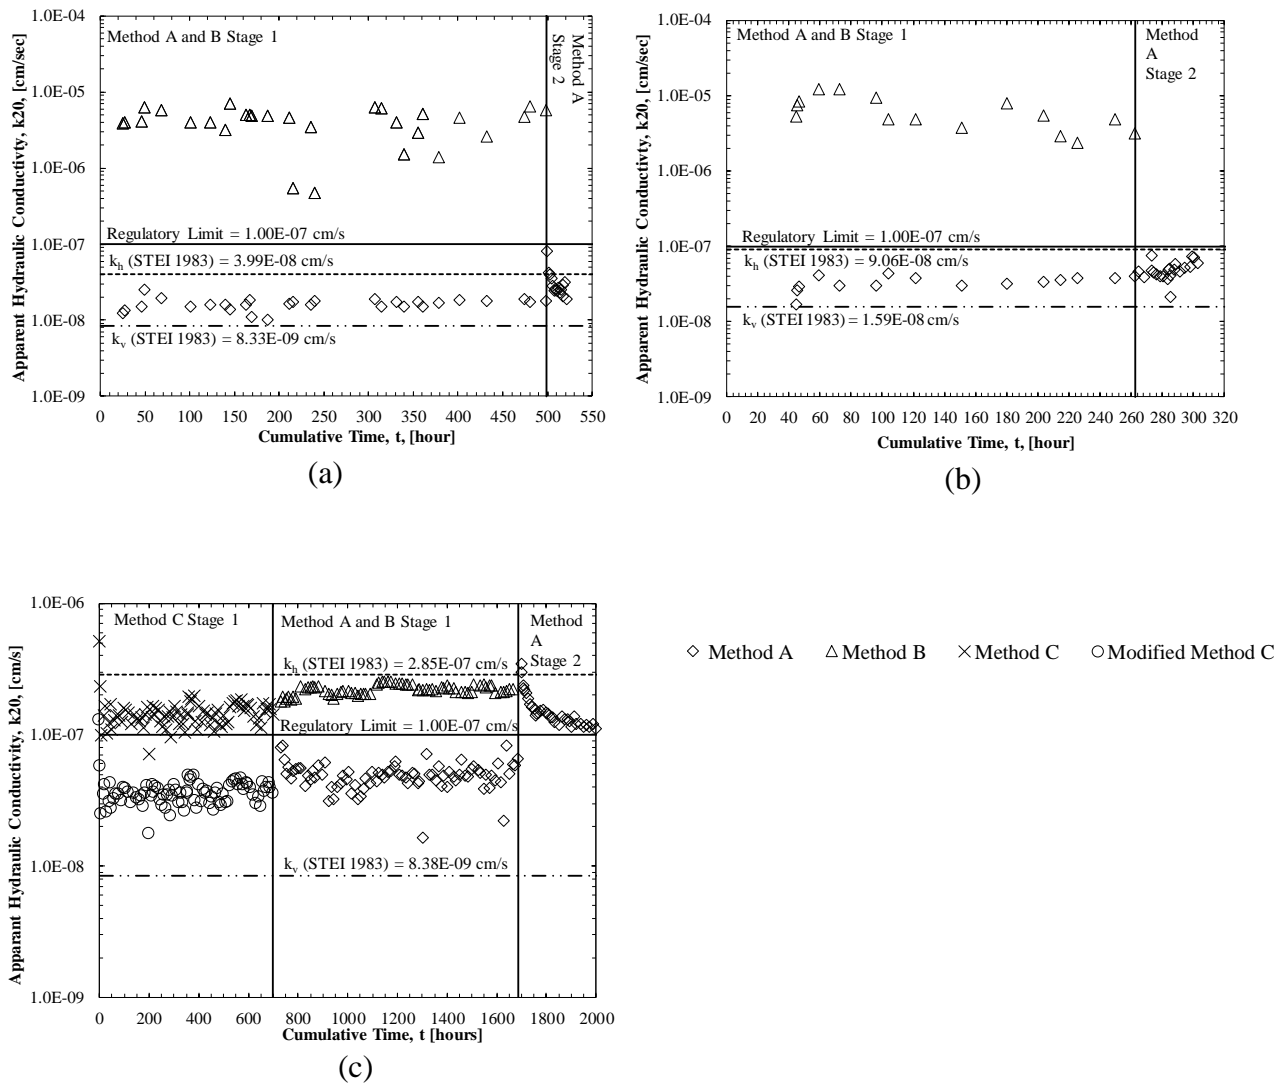 1.0E-04
1.0E-05
1.0E-06
1.0E-07
1.0E-08
1.0E-09
Apparent Hydraulic Conductivty, k20, [cm/sec]
Method A and B Stage 1
Method A
Stage 2
Regulatory Limit = 1.00E-07 cm/s
kh (STEI 1983) = 3.99E-08 cm/s
kv (STEI 1983) = 8.33E-09 cm/s
0 50 100 150 200 250 300 350 400 450 500 550
Cumulative Time, t, [hour]
(a)
1.0E-04
1.0E-05
1.0E-06
1.0E-07
1.0E-08
1.0E-09
Apparent Hydraulic Conductivty, k20, [cm/sec]
Method A and B Stage 1
Method
A
Stage 2
Regulatory Limit = 1.00E-07 cm/s
kh (STEI 1983) = 9.06E-08 cm/s
kv (STEI 1983) = 1.59E-08 cm/s
0 20 40 60 80 100 120 140 160 180 200 220 240 260 280 300 320
Cumulative Time, t, [hour]
(b)
1.0E-06
1.0E-07
1.0E-08
1.0E-09
Apparant Hydraulic Conductivity, k20, [cm/s]
Method C Stage 1
Method A and B Stage 1
Method
A
Stage 2
kh (STEI 1983) = 2.85E-07 cm/s
Regulatory Limit = 1.00E-07 cm/s
kv (STEI 1983) = 8.38E-09 cm/s
0 200 400 600 800 1000 1200 1400 1600 1800 2000
Cumulative Time, t [hours]
(c)
Method A Method B Method C Modified Method C